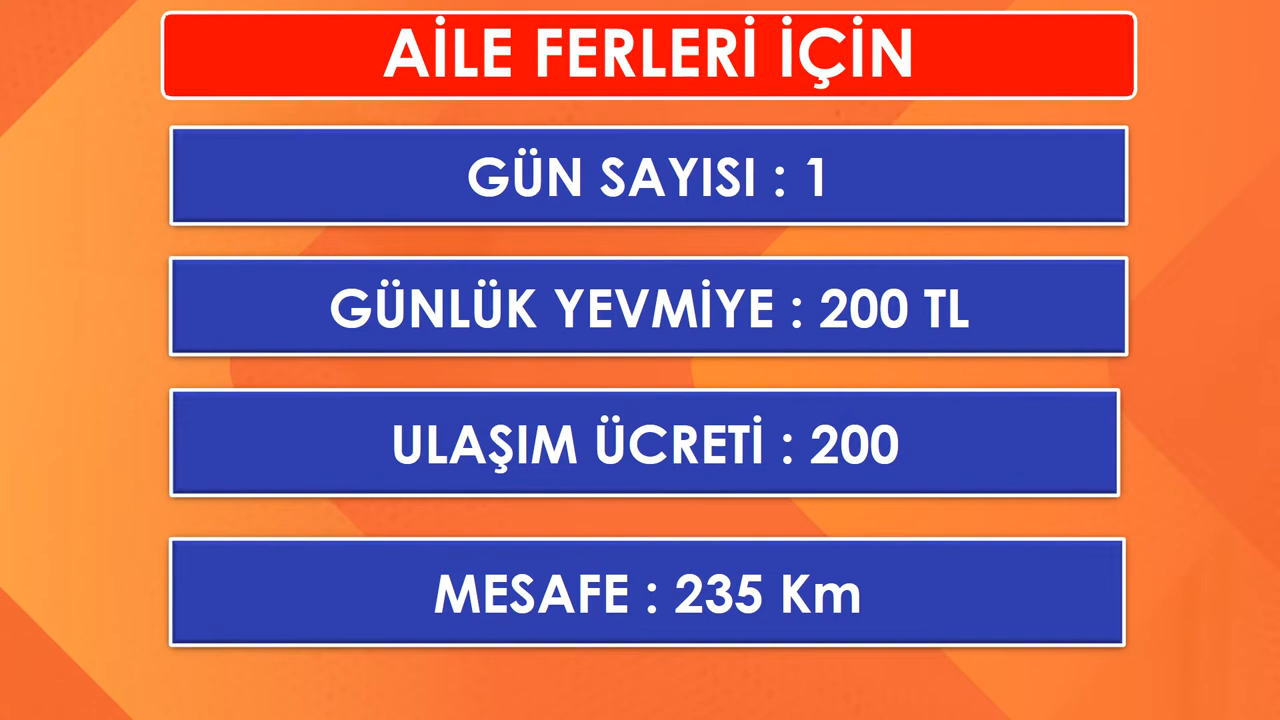 AİLE FERLERİ İÇİN
GÜN SAYISI : 1
GÜNLÜK YEVMİYE : 200 TL
ULAŞIM ÜCRETİ : 200
MESAFE : 235 Km